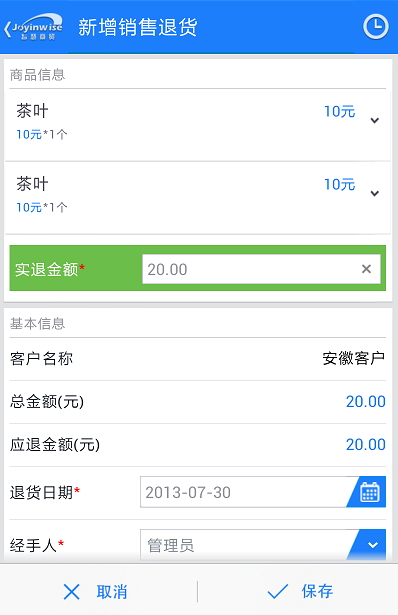 Joyinwise
智慧商贸
新增销售退货
商品信息
茶叶 10元
10元*1个
茶叶 10元
10元*1个
实退金额* 20.00
基本信息
客户名称 安徽客户
总金额(元) 20.00
应退金额(元) 20.00
退货日期* 2013-07-30
经手人* 管理员
取消 保存